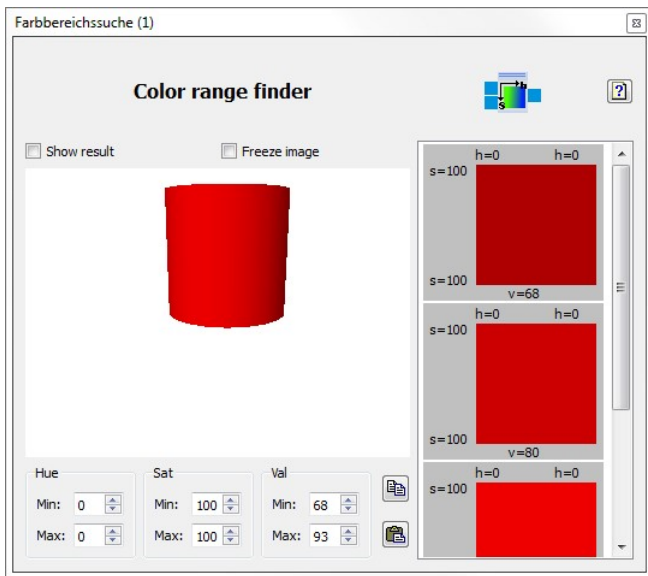 Farbbereichssuche (1)
Color range finder
Show result
Freeze image
h=0 h=0
s=100
s=100
v=68
h=0 h=0
s=100
s=100
v=80
h=0 h=0
s=100
Hue
Min: 0
Max: 0
Sat
Min: 100
Max: 100
Val
Min: 68
Max: 93